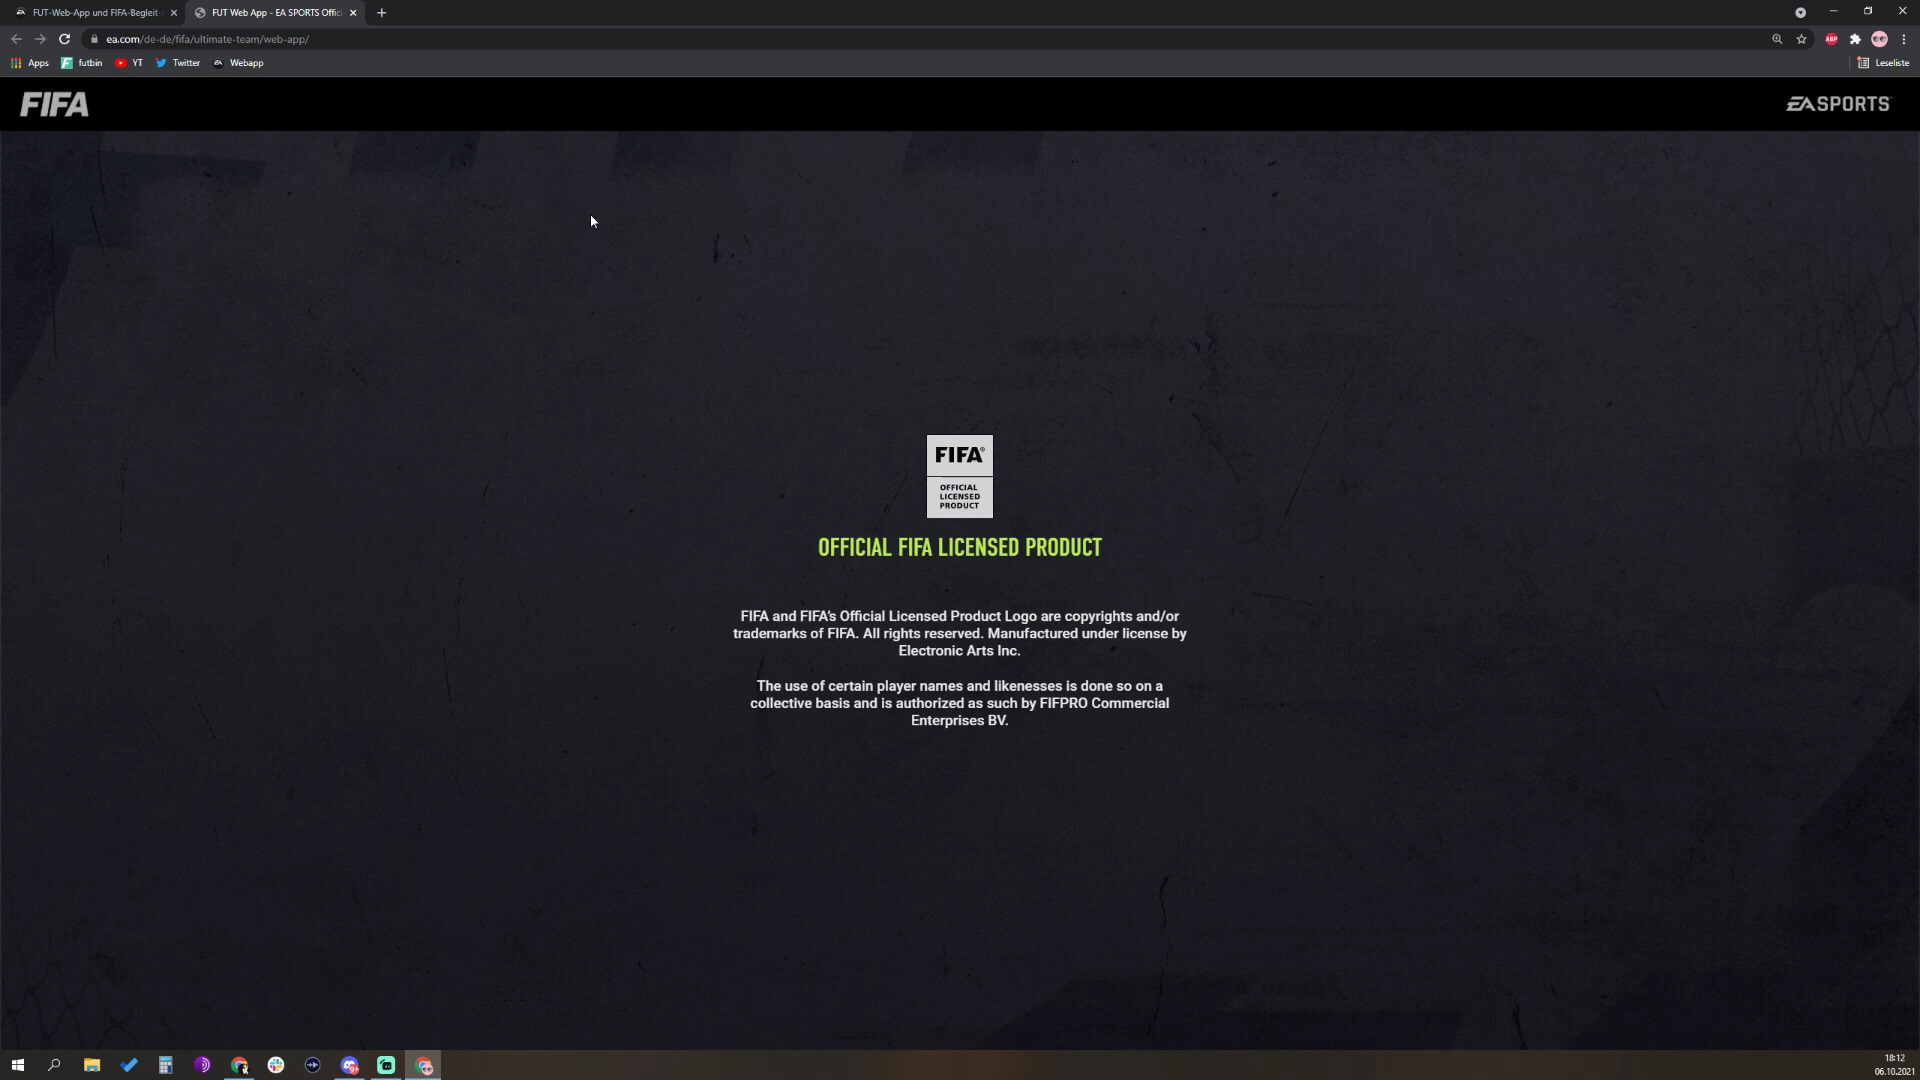 FUT-Web-App und FIFA-Begleit-
FUT Web App - EA SPORTS Offic
ea.com/de-de/fifa/ultimate-team/web-app/
ABP
Apps
futbin
YT
Twitter
Webapp
Leseliste
FIFA
EA SPORTS
FIFA®
OFFICIAL
LICENSED
PRODUCT
OFFICIAL FIFA LICENSED PRODUCT
FIFA and FIFA's Official Licensed Product Logo are copyrights and/or
trademarks of FIFA. All rights reserved. Manufactured under license by
Electronic Arts Inc.
The use of certain player names and likenesses is done so on a
collective basis and is authorized as such by FIFPRO Commercial
Enterprises BV.
9+
18:12
06.10.2021